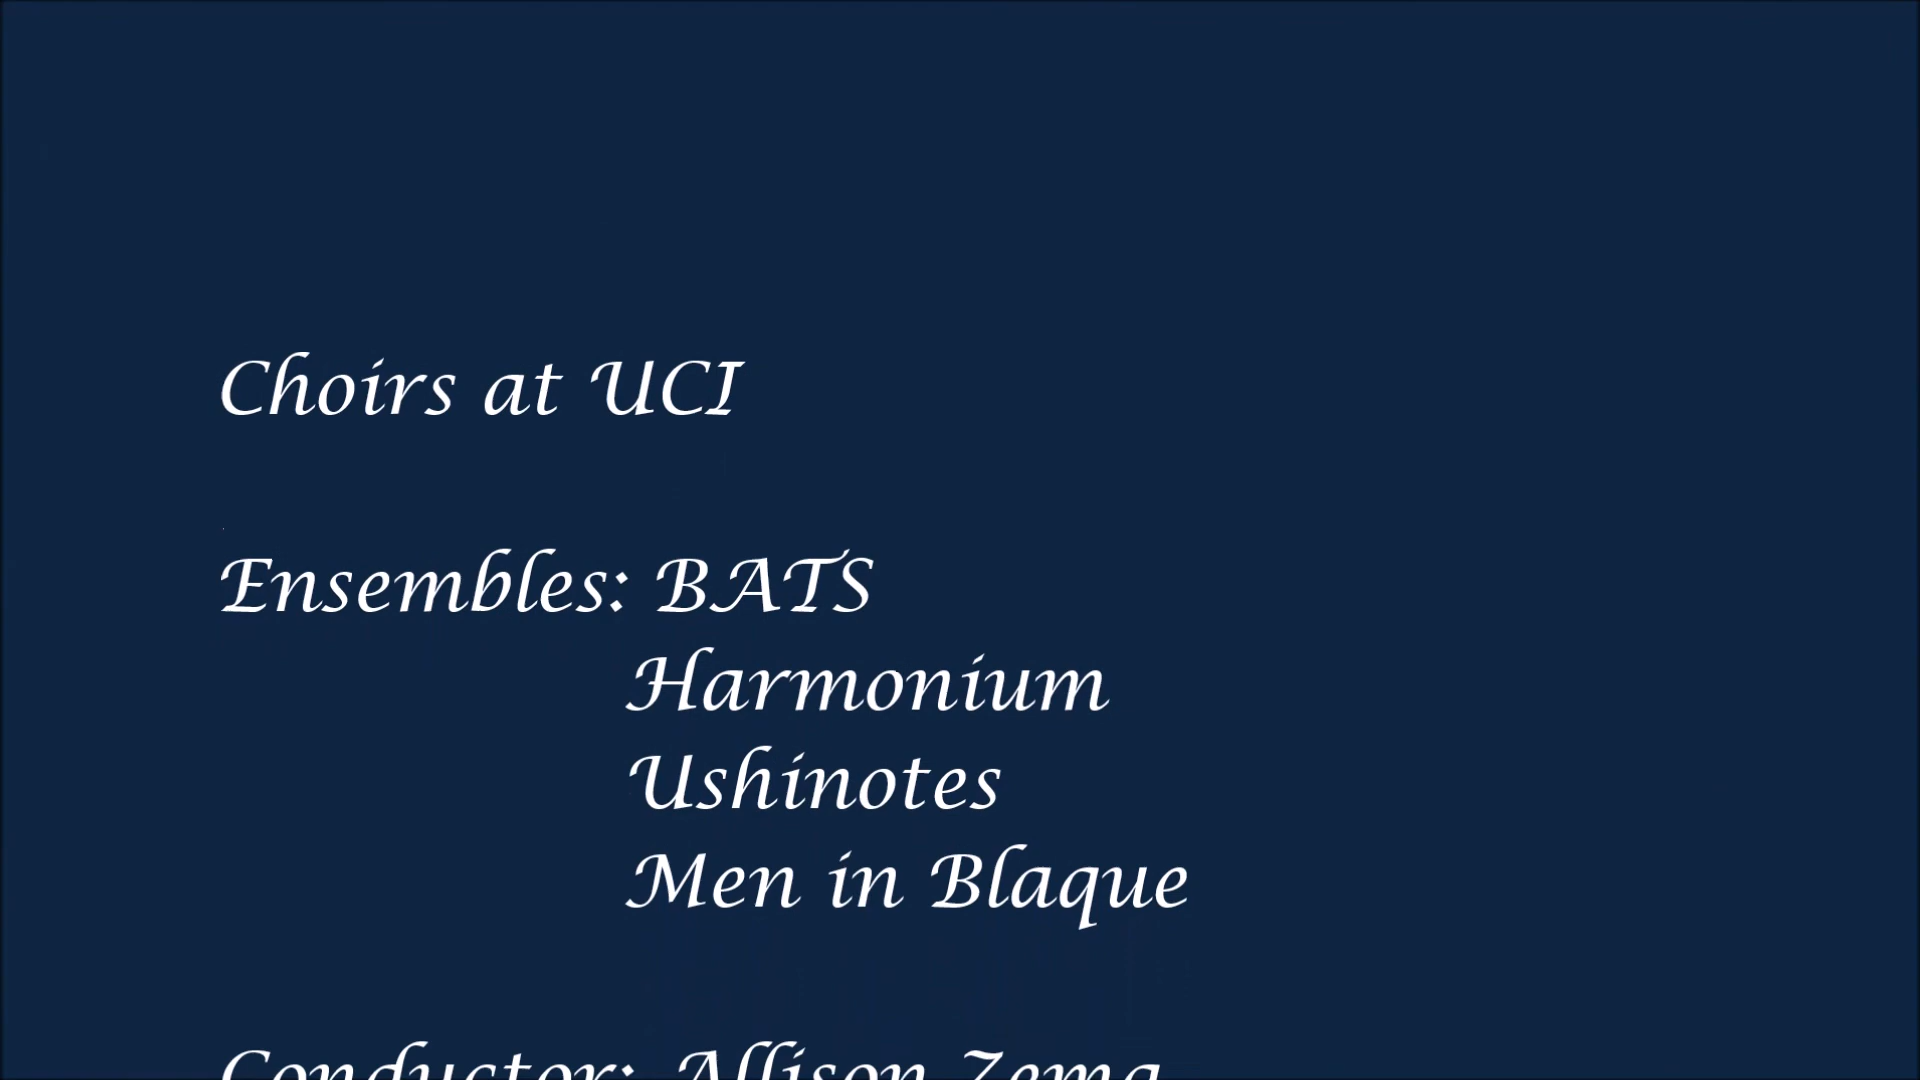 Choirs at UCI
Ensembles: BATS
Harmonium
Ushinotes
Men in Blaque
Conductor: Allison Zema